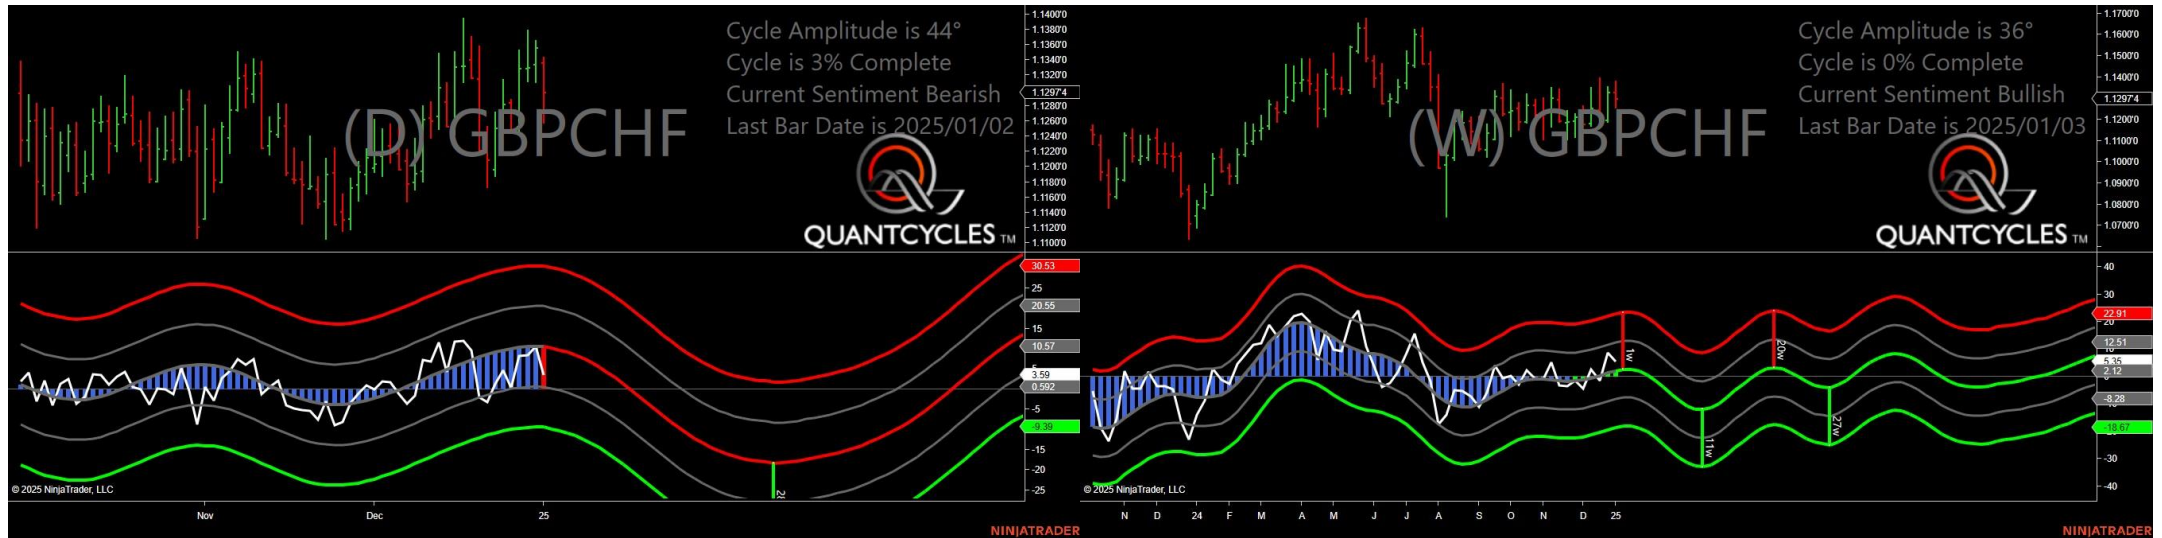 Cycle Amplitude is 44°
Cycle is 3% Complete
Current Sentiment Bearish
Last Bar Date is 2025/01/02
(D) GBPCHF
QUANTCYCLES TM
1.1400'0
1.1380'0
1.1360'0
1.1340'0
1.1320'0
1.1297'4
1.1280'0
1.1260'0
1.1240'0
1.1220'0
1.1200'0
1.1180'0
1.1160'0
1.1140'0
1.1120'0
1.1100'0
30.53
25
20.55
15
10.57
3.59
0.592
-5
-9.39
-15
-20
-25
© 2025 NinjaTrader, LLC
Nov Dec 25
NINJATRADER
Cycle Amplitude is 36°
Cycle is 0% Complete
Current Sentiment Bullish
Last Bar Date is 2025/01/03
(W) GBPCHF
QUANTCYCLES TM
1.1700'0
1.1600'0
1.1500'0
1.1400'0
1.1297'4
1.1200'0
1.1100'0
1.1000'0
1.0900'0
1.0800'0
1.0700'0
40
30
22.91
20
12.51
5.35
2.12
-8.28
-18.67
-30
-40
1w
20w
11w
27w
© 2025 NinjaTrader, LLC
N D 24 F M A M J J A S O N D 25
NINJATRADER